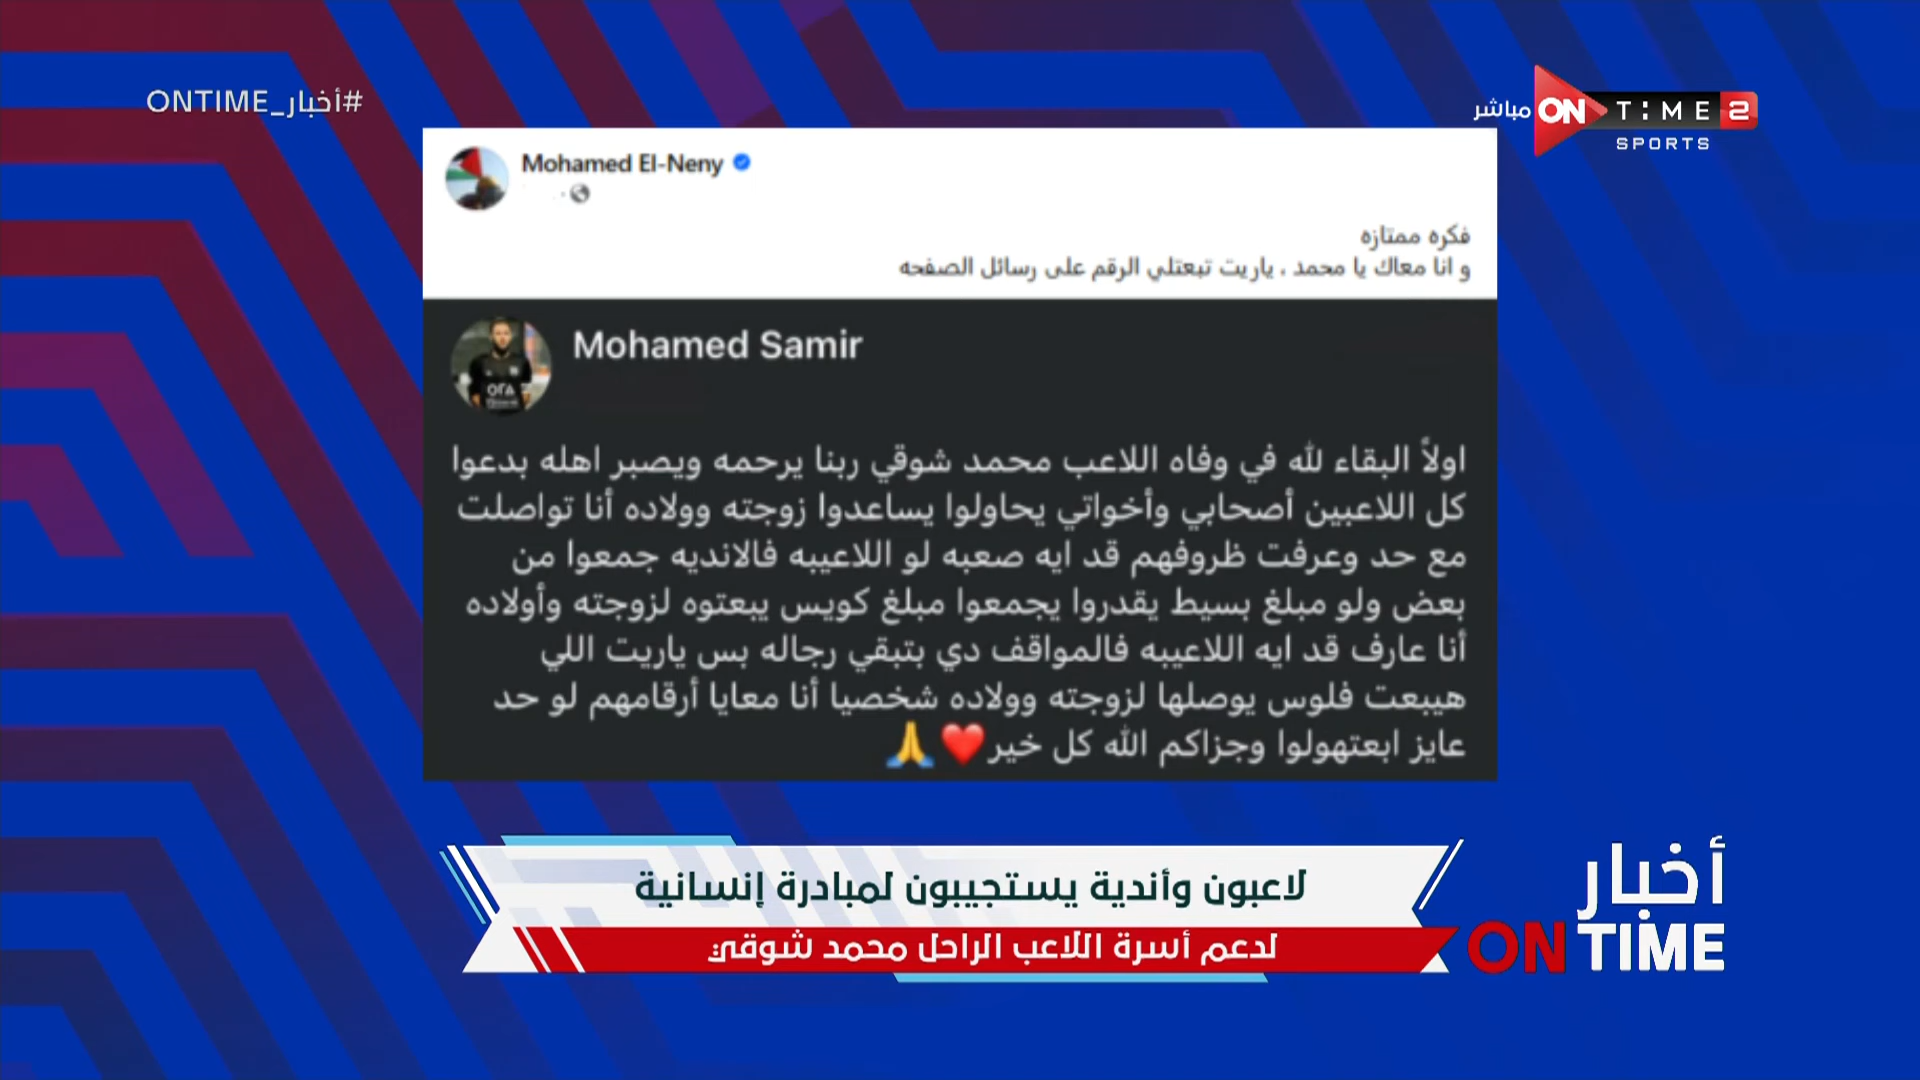 #أخبار_ONTIME
مباشر ON TIME 2
SPORTS
Mohamed El-Neny
فكره ممتازه
و انا معاك يا محمد ، ياريت تبعتلي الرقم على رسائل الصفحه
Mohamed Samir
اولاً البقاء لله في وفاه اللاعب محمد شوقي ربنا يرحمه ويصبر اهله بدعوا
كل اللاعبين أصحابي وأخواتي يحاولوا يساعدوا زوجته وولاده أنا تواصلت
مع حد وعرفت ظروفهم قد ايه صعبه لو اللاعيبه فالانديه جمعوا من
بعض ولو مبلغ بسيط يقدروا يجمعوا مبلغ كويس يبعتوه لزوجته وأولاده
أنا عارف قد ايه اللاعيبه فالمواقف دي بتبقي رجاله بس ياريت اللي
هيبعت فلوس يوصلها لزوجته وولاده شخصيا أنا معايا أرقامهم لو حد
عايز ابعتهولوا وجزاكم الله كل خير❤️🙏
لاعبون وأندية يستجيبون لمبادرة إنسانية
لدعم أسرة اللاعب الراحل محمد شوقي
أخبار
ON TIME